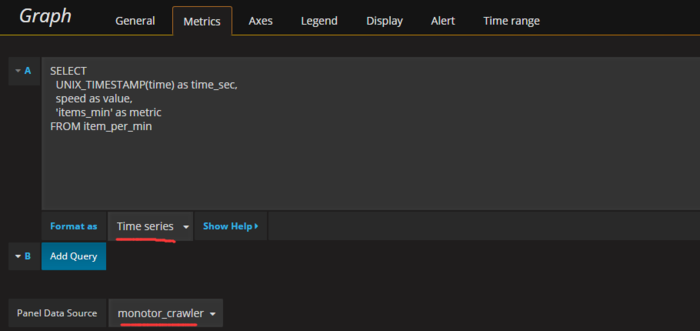 Graph General Metrics Axes Legend Display Alert Time range
A
SELECT
UNIX_TIMESTAMP(time) as time_sec,
speed as value,
'items_min' as metric
FROM item_per_min
Format as Time series Show Help
B Add Query
Panel Data Source monotor_crawler